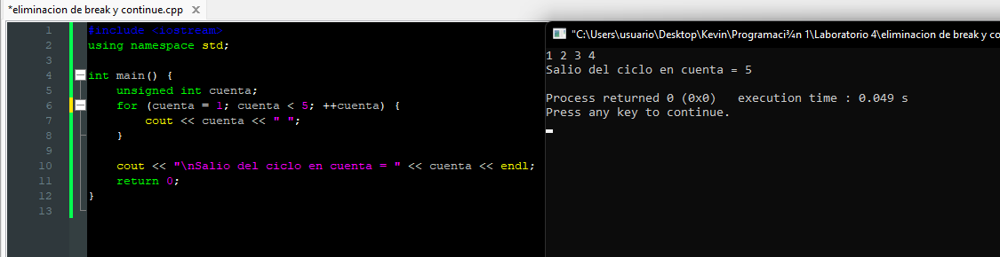 *eliminacion de break y continue.cpp X
1 #include <iostream>
2 using namespace std;
3
4 int main() {
5 unsigned int cuenta;
6 for (cuenta = 1; cuenta < 5; ++cuenta) {
7 cout << cuenta << " ";
8 }
9
10 cout << "\nSalio del ciclo en cuenta = " << cuenta << endl;
11 return 0;
12 }
13
"C:\Users\usuario\Desktop\Kevin\Programaci¾n 1\Laboratorio 4\eliminacion de break y co
1 2 3 4
Salio del ciclo en cuenta = 5
Process returned 0 (0x0) execution time : 0.049 s
Press any key to continue.